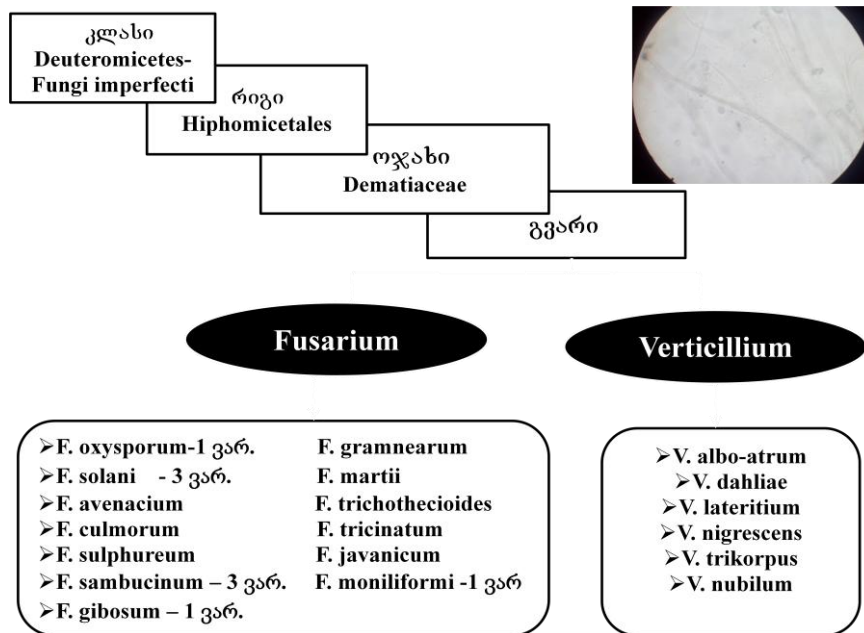 კლასი
Deuteromicetes-
Fungi imperfecti
რიგი
Hiphomicetales
ოჯახი
Dematiaceae
გვარი
Fusarium
Verticillium
➢F. oxysporum-1 ვარ.
➢F. solani - 3 ვარ.
➢F. avenacium
➢F. culmorum
➢F. sulphureum
➢F. sambucinum – 3 ვარ.
➢F. gibosum – 1 ვარ.
F. gramnearum
F. martii
F. trichothecioides
F. tricinatum
F. javanicum
F. moniliformi -1 ვარ
➢V. albo-atrum
➢V. dahliae
➢V. lateritium
➢V. nigrescens
➢V. trikorpus
➢V. nubilum